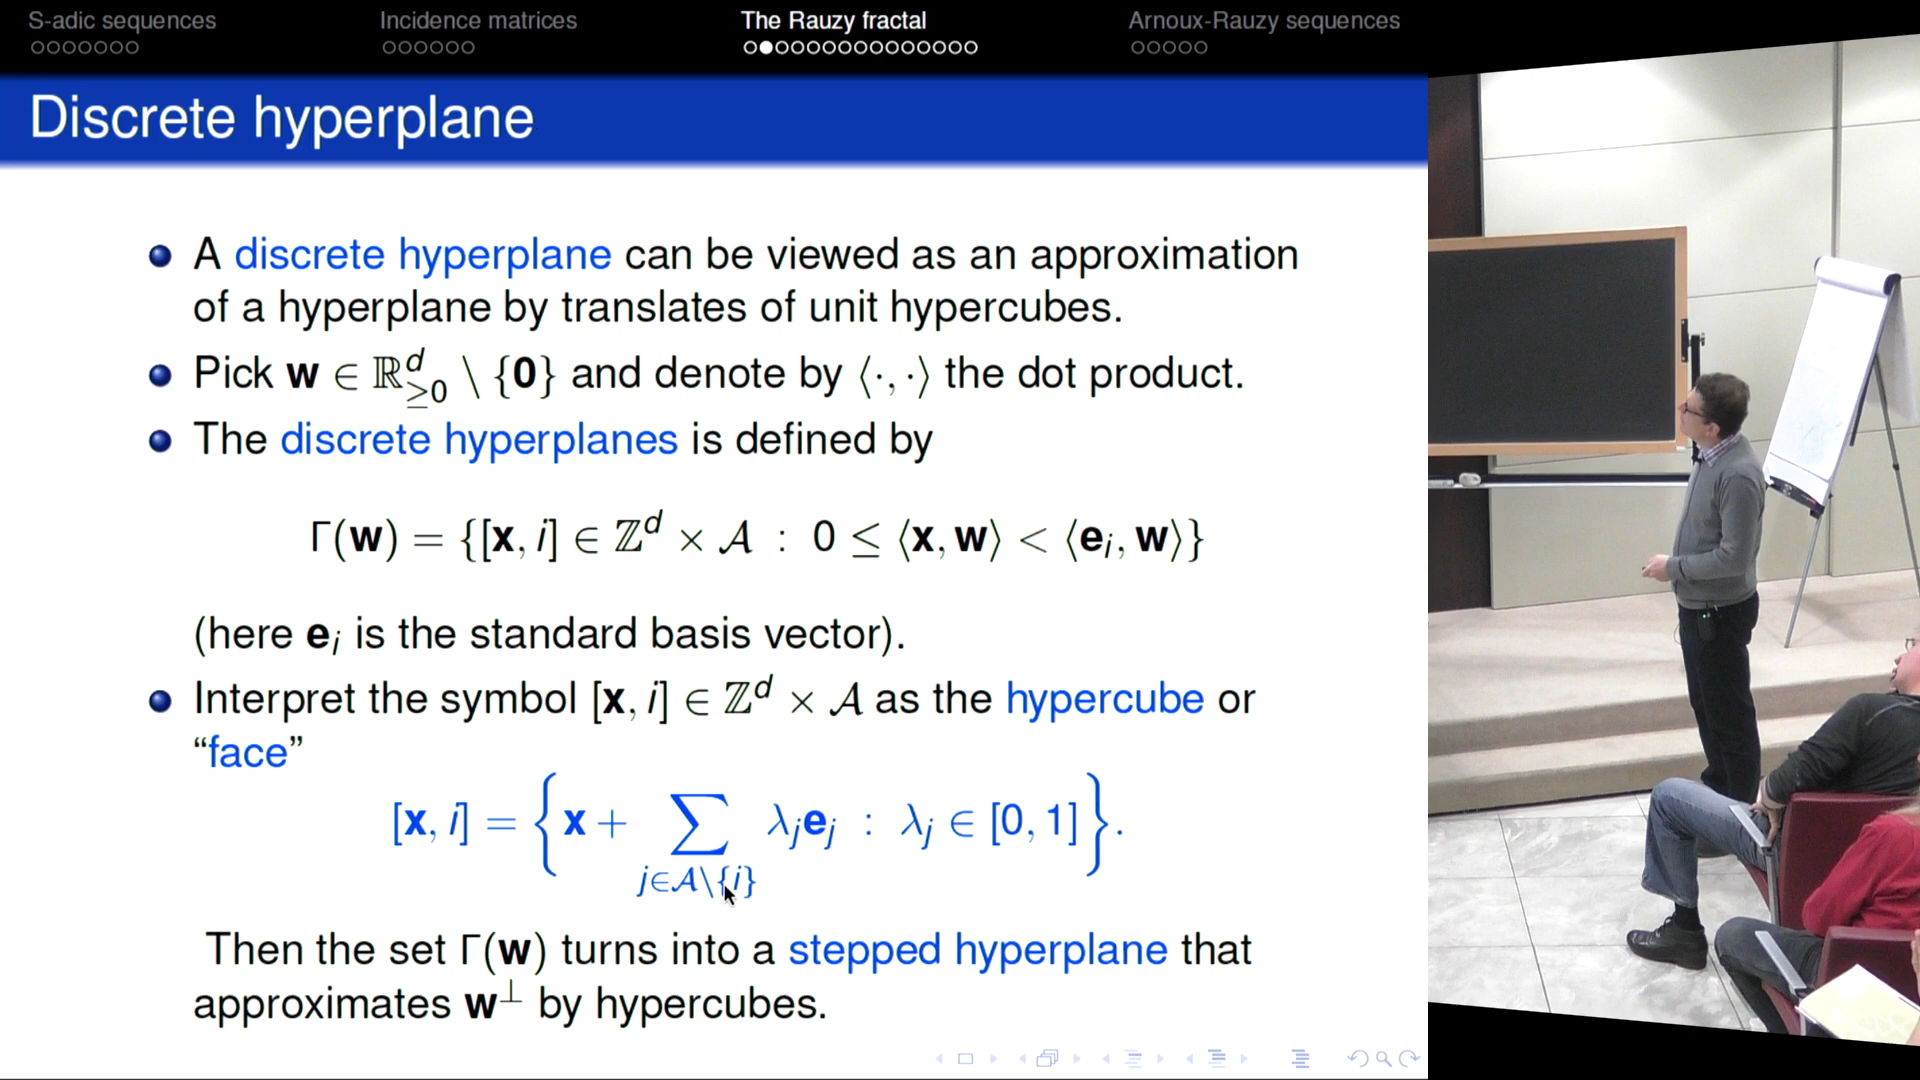 S-adic sequences
Incidence matrices
The Rauzy fractal
Arnoux-Rauzy sequences
Discrete hyperplane
A discrete hyperplane can be viewed as an approximation
of a hyperplane by translates of unit hypercubes.
Pick w ∈ ℝ^d_{≥0} \ {0} and denote by ⟨·, ·⟩ the dot product.
The discrete hyperplanes is defined by
Γ(w) = {[x, i] ∈ ℤ^d × 𝒜 : 0 ≤ ⟨x, w⟩ < ⟨e_i, w⟩}
(here e_i is the standard basis vector).
Interpret the symbol [x, i] ∈ ℤ^d × 𝒜 as the hypercube or
“face”
[x, i] = {x + ∑_{j∈𝒜\{i}} λ_j e_j : λ_j ∈ [0, 1]}.
Then the set Γ(w) turns into a stepped hyperplane that
approximates w^⊥ by hypercubes.